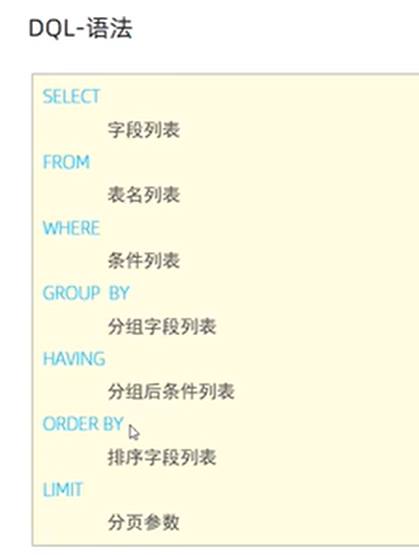 DQL-语法
SELECT
字段列表
FROM
表名列表
WHERE
条件列表
GROUP BY
分组字段列表
HAVING
分组后条件列表
ORDER BY
排序字段列表
LIMIT
分页参数